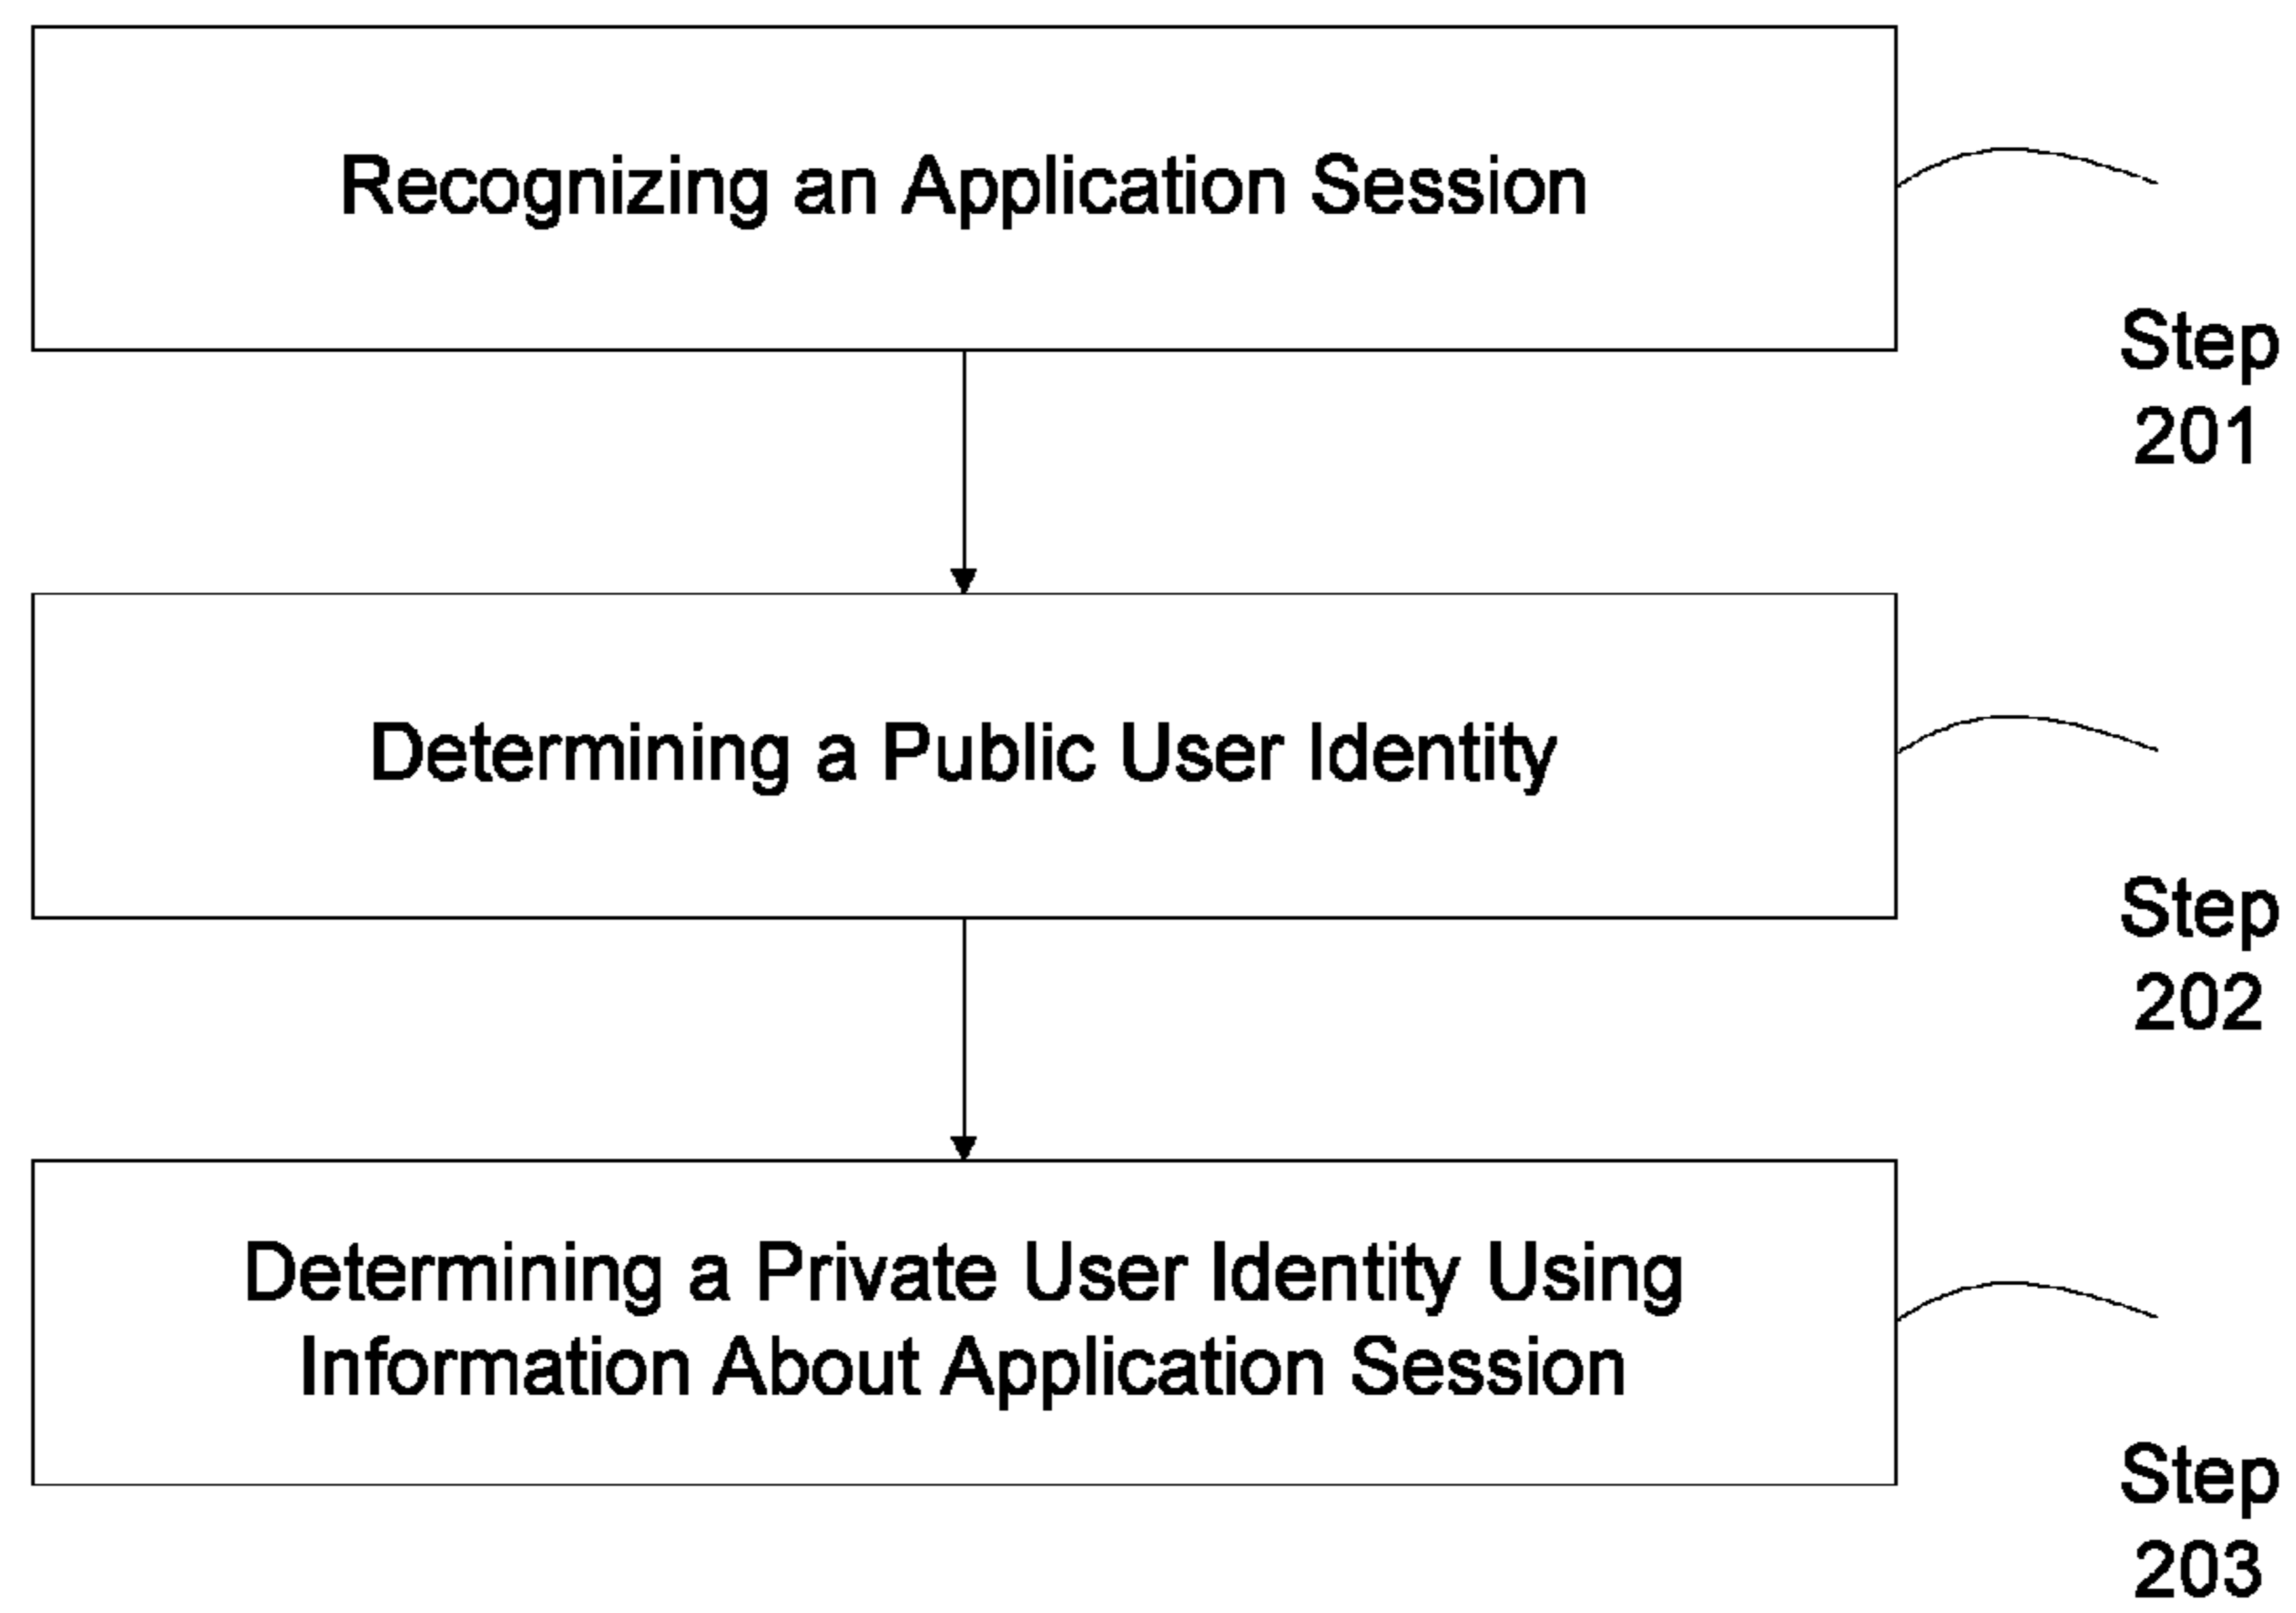 Recognizing an Application Session
Step
201
Determining a Public User Identity
Step
202
Determining a Private User Identity Using
Information About Application Session
Step
203